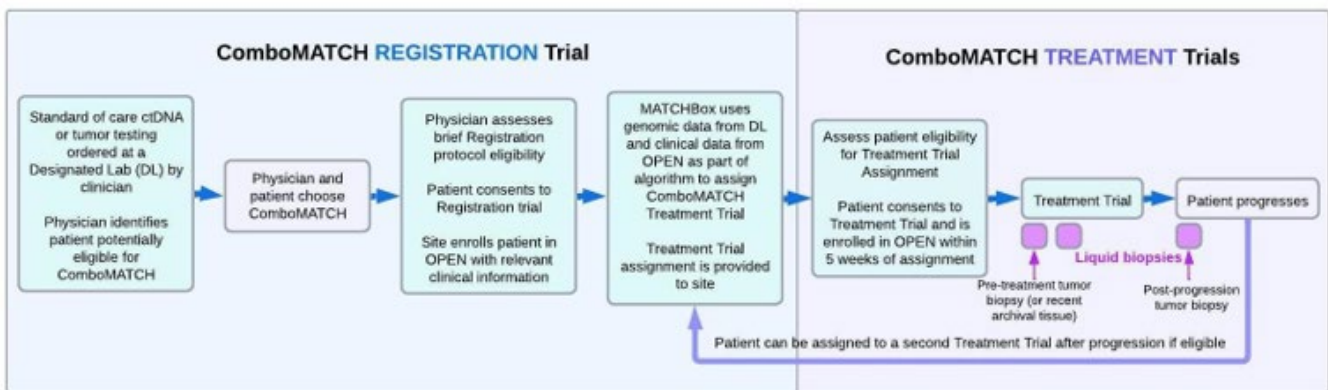 ComboMATCH REGISTRATION Trial
Standard of care ctDNA
or tumor testing
ordered at a
Designated Lab (DL) by
clinician
Physician identifies
patient potentially
eligible for
ComboMATCH
Physician and
patient choose
ComboMATCH
Physician assesses
brief Registration
protocol eligibility
Patient consents to
Registration trial
Site enrolls patient in
OPEN with relevant
clinical information
MATCHBox uses
genomic data from DL
and clinical data from
OPEN as part of
algorithm to assign
ComboMATCH
Treatment Trial
Treatment Trial
assignment is provided
to site
ComboMATCH TREATMENT Trials
Assess patient eligibility
for Treatment Trial
Assignment
Patient consents to
Treatment Trial and is
enrolled in OPEN within
5 weeks of assignment
Treatment Trial
Patient progresses
Liquid biopsies
Pre-treatment tumor
biopsy (or recent
archival tissue)
Post-progression
tumor biopsy
Patient can be assigned to a second Treatment Trial after progression if eligible